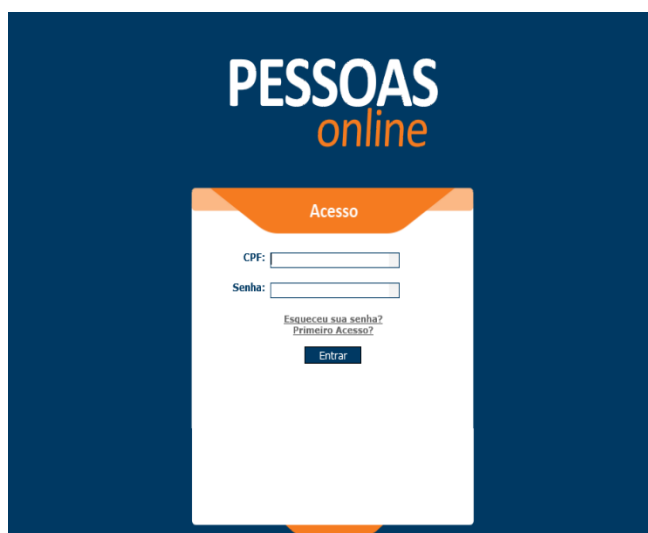 PESSOAS
online
Acesso
CPF:
Senha:
Esqueceu sua senha?
Primeiro Acesso?
Entrar